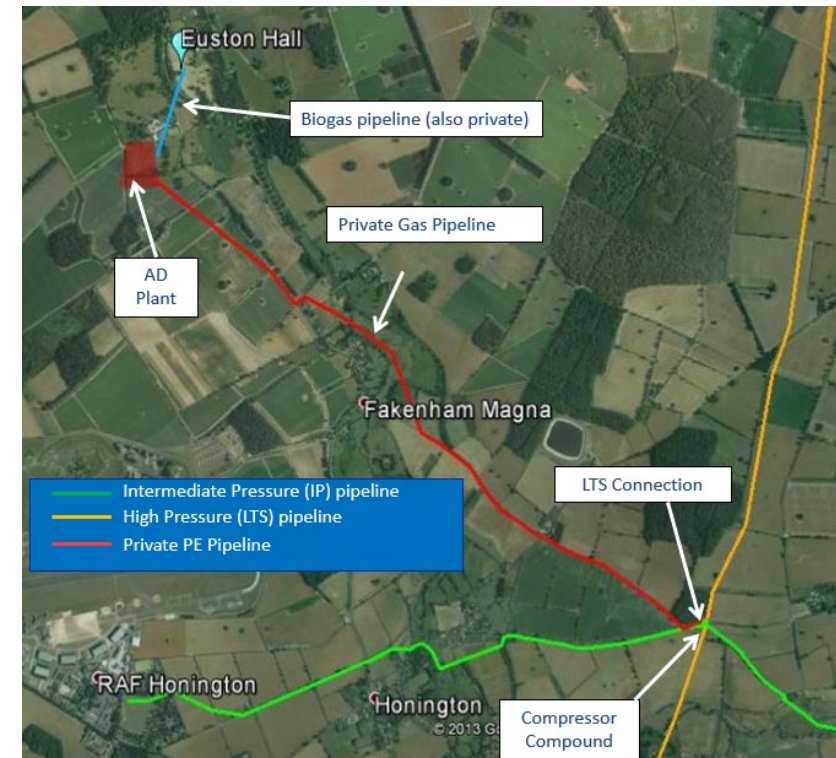 Euston Hall
Biogas pipeline (also private)
Private Gas Pipeline
AD
Plant
Fakenham Magna
LTS Connection
Intermediate Pressure (IP) pipeline
High Pressure (LTS) pipeline
Private PE Pipeline
RAF Honington
Honington
© 2013
Compressor
Compound